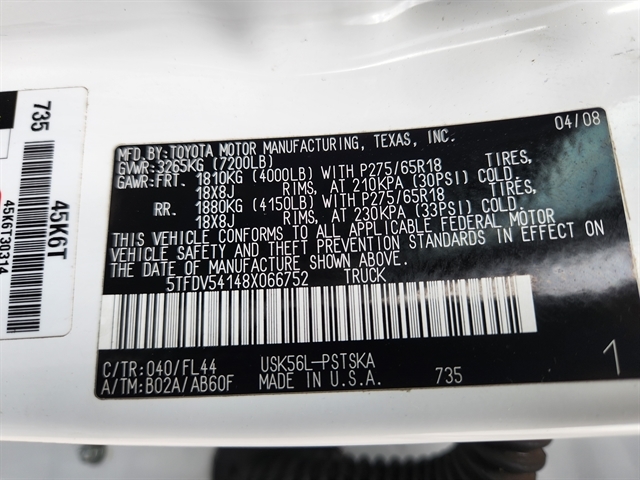 04/08
MFD.BY:TOYOTA MOTOR MANUFACTURING, TEXAS, INC.
GVWR:3265KG (7200LB)
GAWR:FRT. 1810KG (4000LB) WITH P275/65R18 TIRES,
18X8J RIMS, AT 210KPA (30PSI) COLD.
RR. 1880KG (4150LB) WITH P275/65R18 TIRES,
18X8J RIMS, AT 230KPA (33PSI) COLD.
THIS VEHICLE CONFORMS TO ALL APPLICABLE FEDERAL MOTOR
VEHICLE SAFETY AND THEFT PREVENTION STANDARDS IN EFFECT ON
THE DATE OF MANUFACTURE SHOWN ABOVE.
5TFDV54148X066752 TRUCK
C/TR:040/FL44 USK56L-PSTSKA
A/TM:B02A/AB60F MADE IN U.S.A. 735
1
735
45K6T
45K6T30314